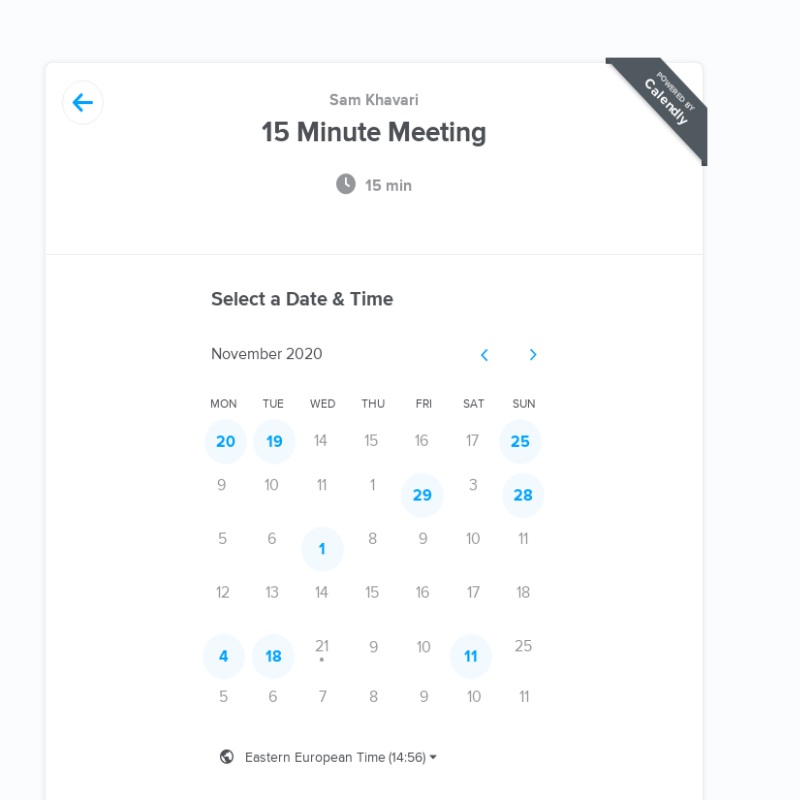 POWERED BY
Calendly
Sam Khavari
15 Minute Meeting
15 min
Select a Date & Time
November 2020
MON TUE WED THU FRI SAT SUN
20 19 14 15 16 17 25
9 10 11 1 29 3 28
5 6 1 8 9 10 11
12 13 14 15 16 17 18
4 18 21 9 10 11 25
5 6 7 8 9 10 11
Eastern European Time (14:56)